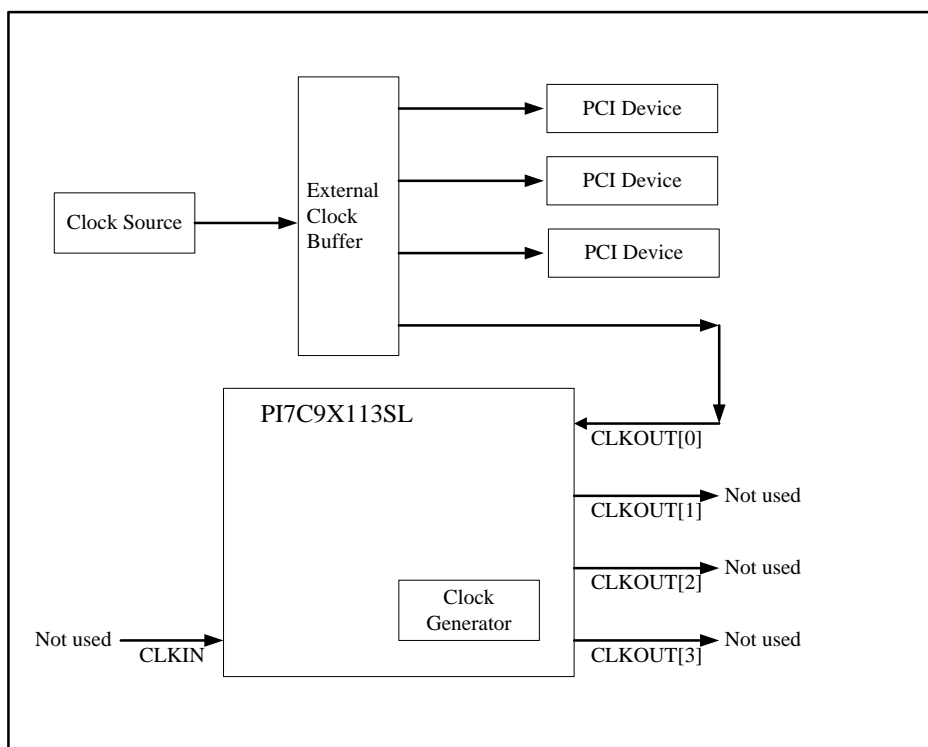 PCI Device
PCI Device
External
Clock
Buffer
Clock Source
PCI Device
PI7C9X113SL
CLKOUT[0]
Not used
CLKOUT[1]
Not used
CLKOUT[2]
Clock
Generator
Not used
CLKIN
Not used
CLKOUT[3]